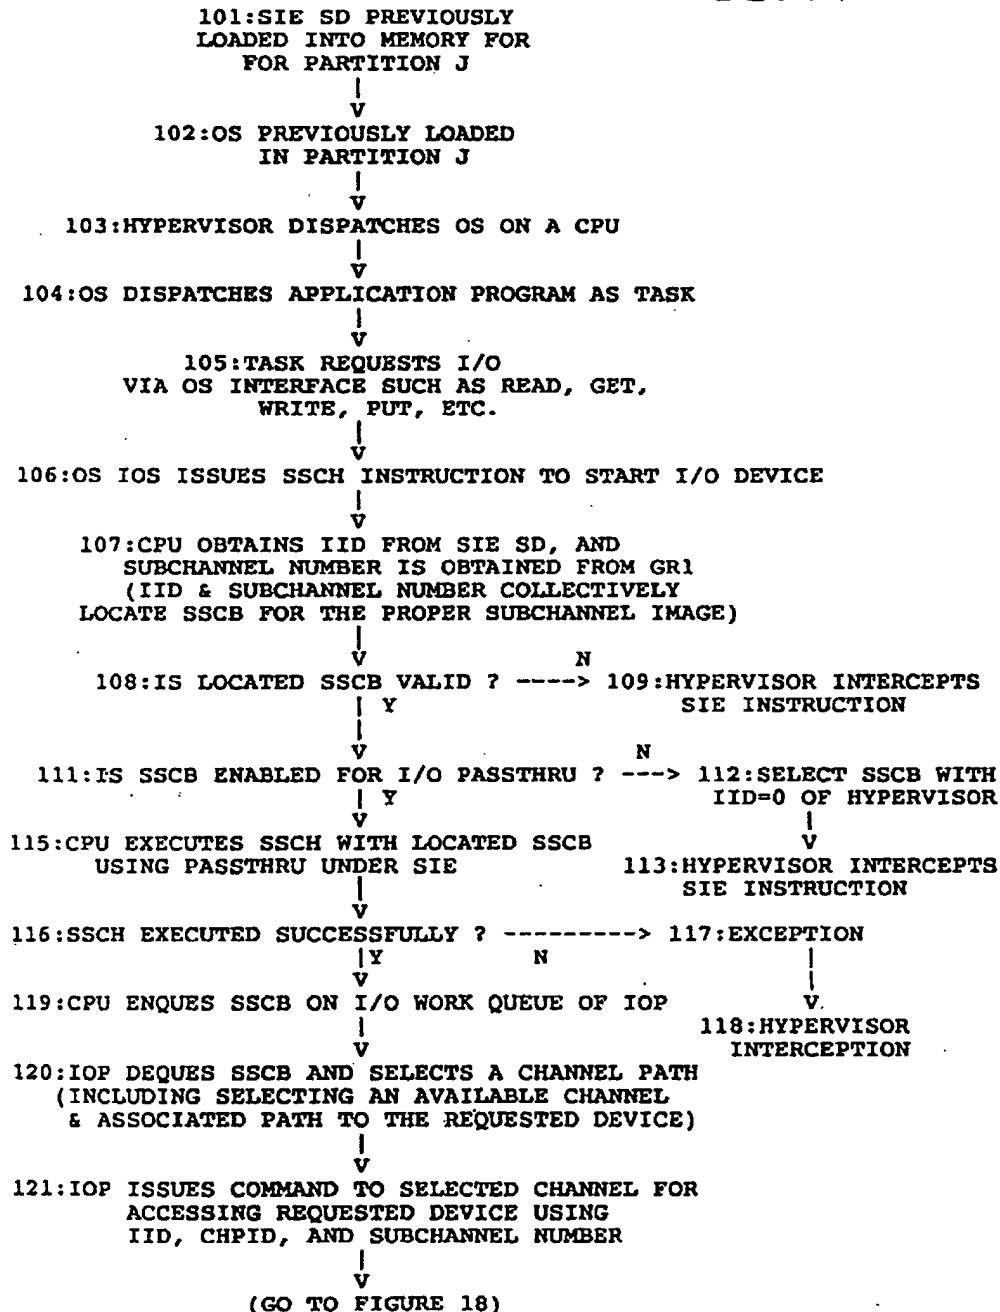 101:SIE SD PREVIOUSLY
LOADED INTO MEMORY FOR
FOR PARTITION J
102:OS PREVIOUSLY LOADED
IN PARTITION J
103:HYPERVISOR DISPATCHES OS ON A CPU
104:OS DISPATCHES APPLICATION PROGRAM AS TASK
105:TASK REQUESTS I/O
VIA OS INTERFACE SUCH AS READ, GET,
WRITE, PUT, ETC.
106:OS IOS ISSUES SSCH INSTRUCTION TO START I/O DEVICE
107:CPU OBTAINS IID FROM SIE SD, AND
SUBCHANNEL NUMBER IS OBTAINED FROM GR1
(IID & SUBCHANNEL NUMBER COLLECTIVELY
LOCATE SSCB FOR THE PROPER SUBCHANNEL IMAGE)
N
108:IS LOCATED SSCB VALID ? ----> 109:HYPERVISOR INTERCEPTS
Y SIE INSTRUCTION
N
111:IS SSCB ENABLED FOR I/O PASSTHRU ? ---> 112:SELECT SSCB WITH
Y IID=0 OF HYPERVISOR
115:CPU EXECUTES SSCH WITH LOCATED SSCB
USING PASSTHRU UNDER SIE
113:HYPERVISOR INTERCEPTS
SIE INSTRUCTION
116:SSCH EXECUTED SUCCESSFULLY ? ---------> 117:EXCEPTION
Y N
119:CPU ENQUES SSCB ON I/O WORK QUEUE OF IOP
118:HYPERVISOR
INTERCEPTION
120:IOP DEQUES SSCB AND SELECTS A CHANNEL PATH
(INCLUDING SELECTING AN AVAILABLE CHANNEL
& ASSOCIATED PATH TO THE REQUESTED DEVICE)
121:IOP ISSUES COMMAND TO SELECTED CHANNEL FOR
ACCESSING REQUESTED DEVICE USING
IID, CHPID, AND SUBCHANNEL NUMBER
(GO TO FIGURE 18)